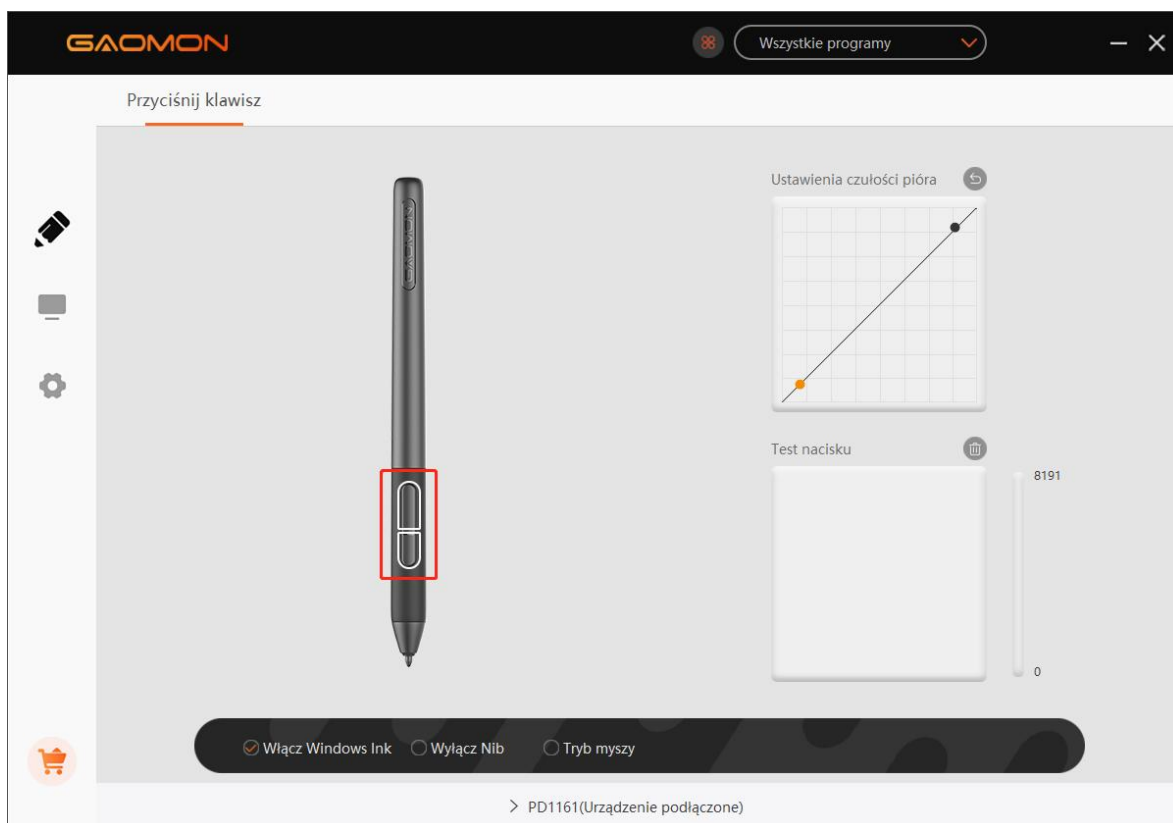 GAOMON
Wszystkie programy
Przyciśnij klawisz
GAOMON
Ustawienia czułości pióra
Test nacisku
8191
0
Włącz Windows Ink
Wyłącz Nib
Tryb myszy
PD1161(Urządzenie podłączone)